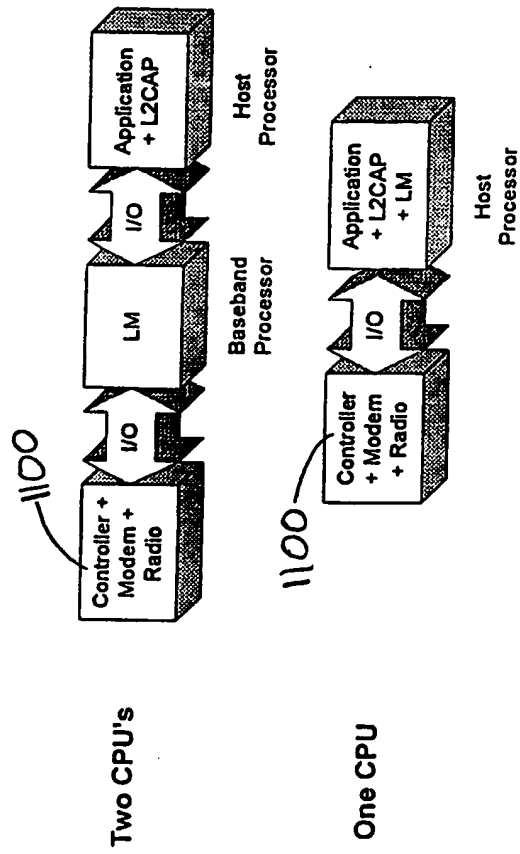 Two CPU's
1100
Controller +
Modem +
Radio
I/O
LM
Baseband
Processor
I/O
Application
+ L2CAP
Host
Processor
One CPU
1100
Controller
+ Modem
+ Radio
I/O
Application
+ L2CAP
+ LM
Host
Processor